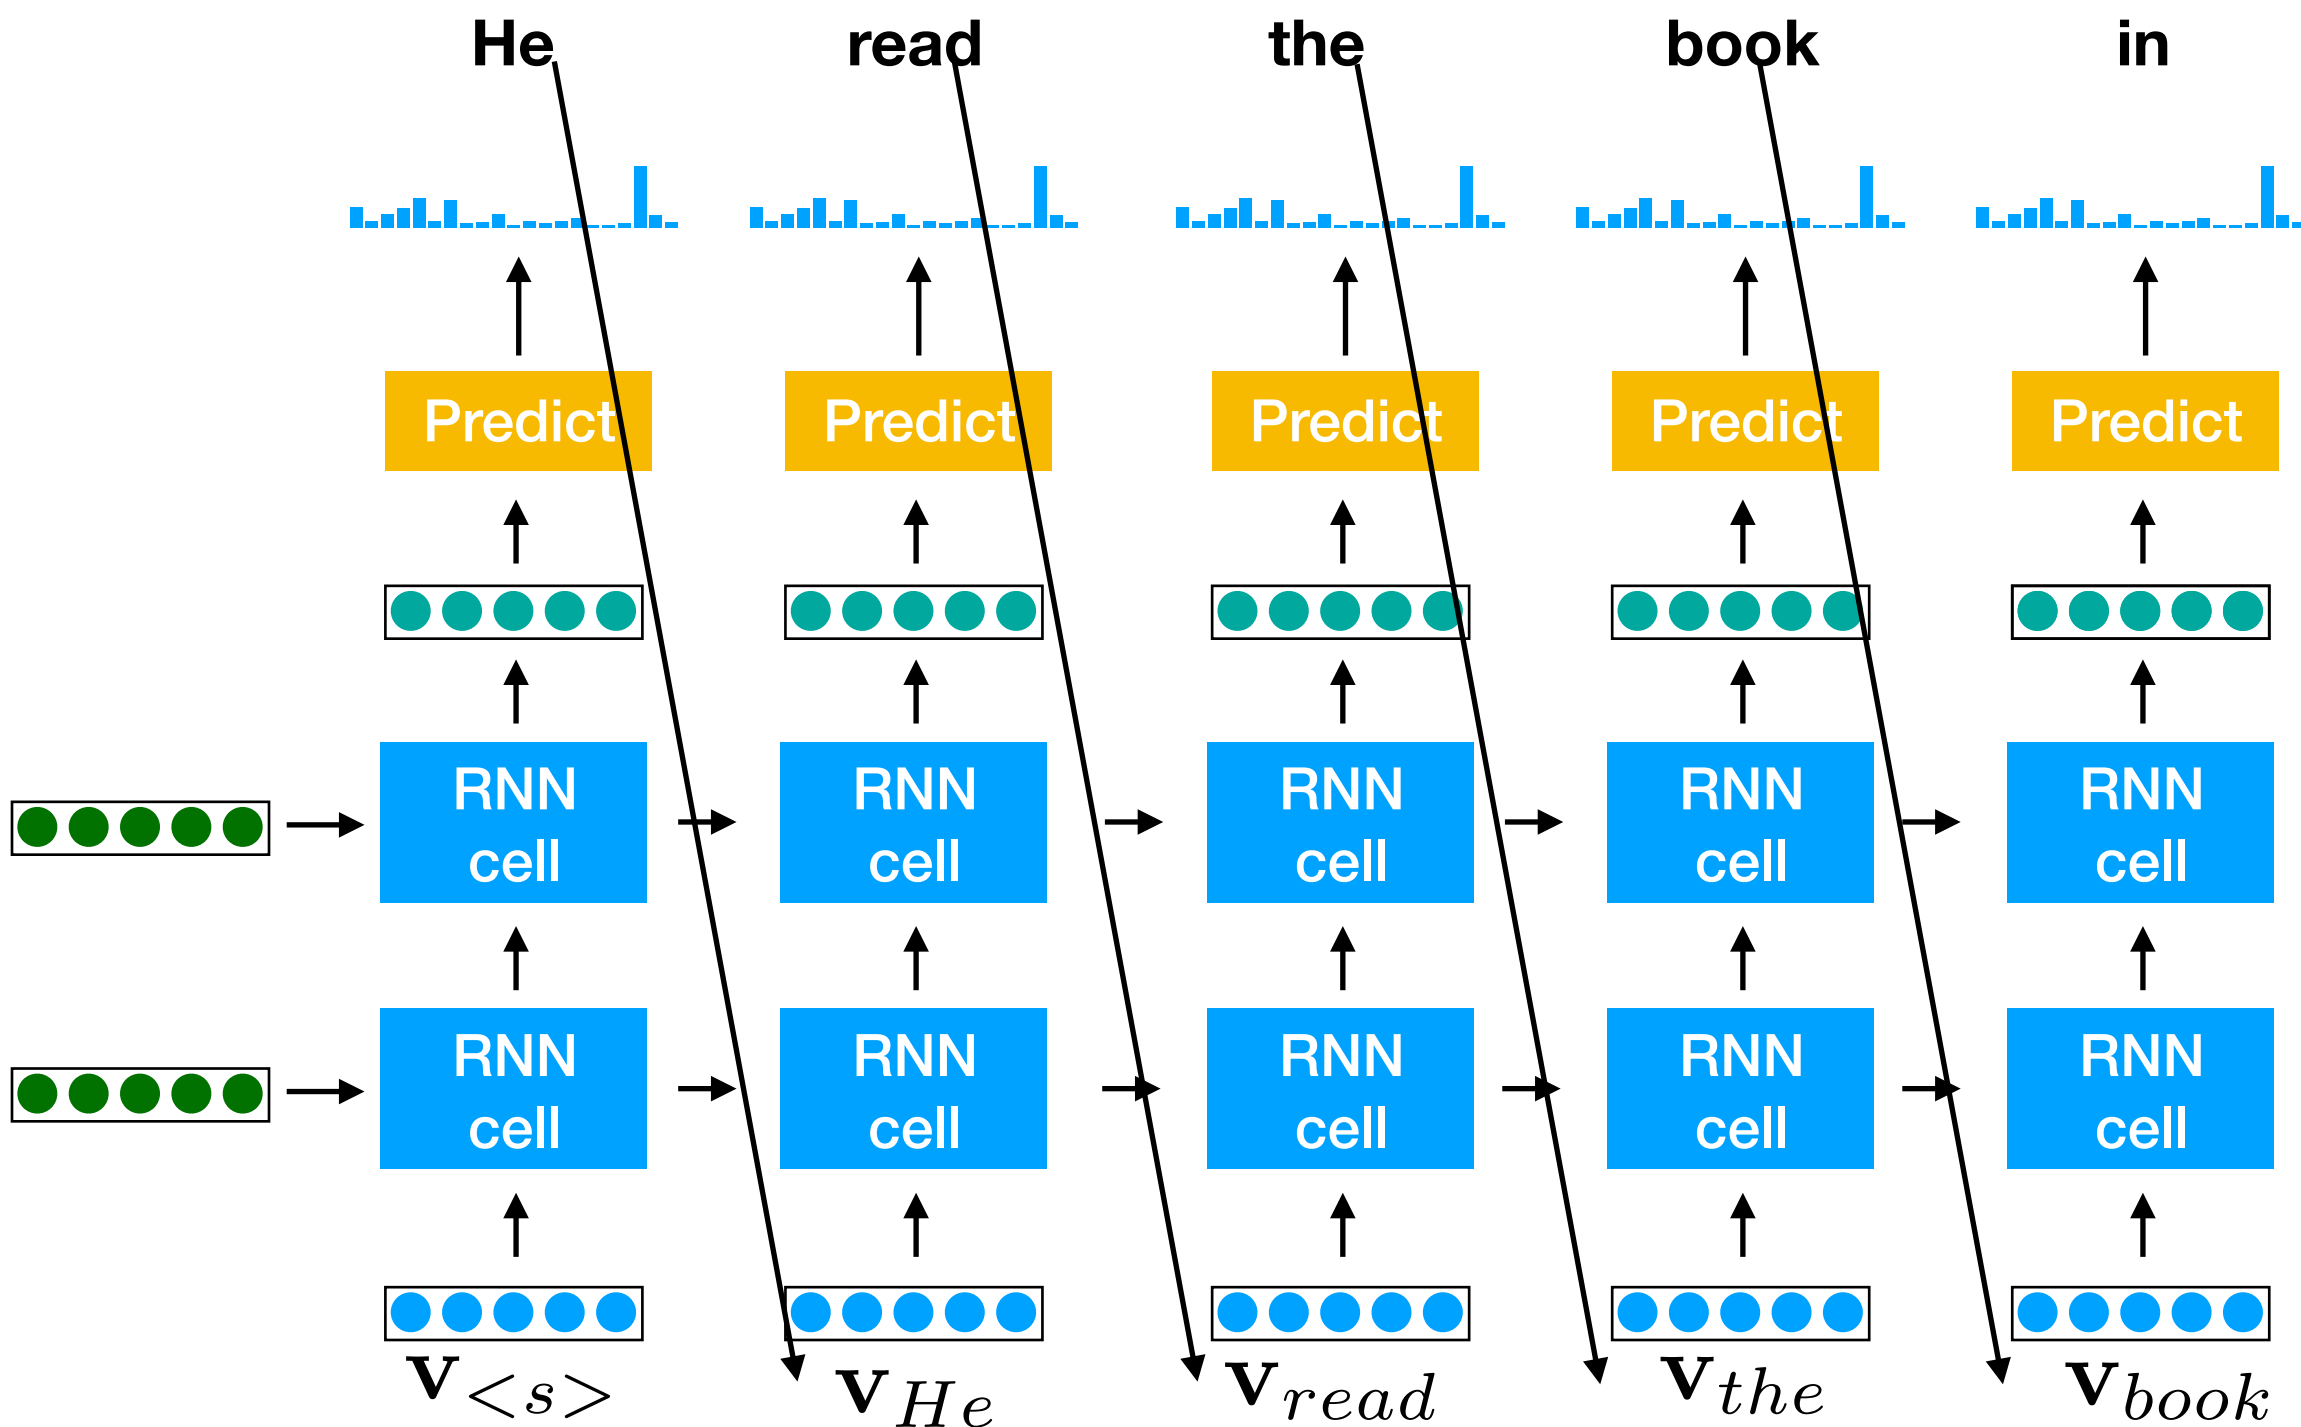 He read the book in
Predict Predict Predict Predict Predict
RNN cell RNN cell RNN cell RNN cell RNN cell
RNN cell RNN cell RNN cell RNN cell RNN cell
v<s> vHe vread vthe vbook